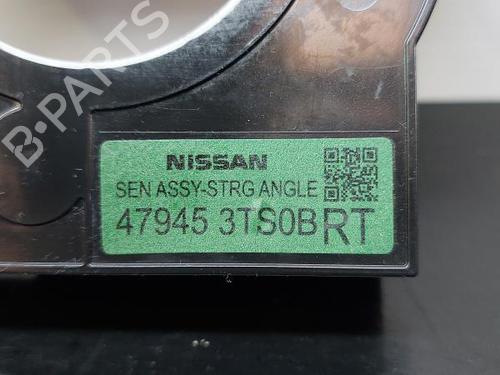 B-PARTS
NISSAN
SEN ASSY-STRG ANGLE
47945 3TS0B RT